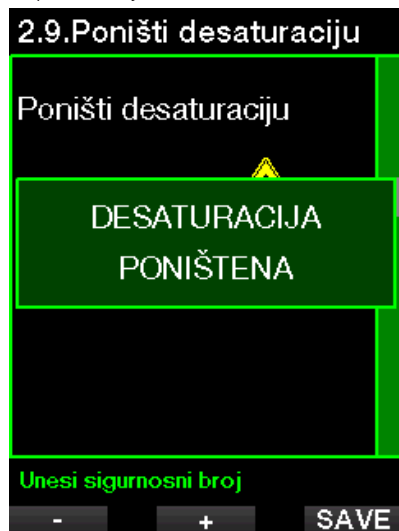 2.9.Poništi desaturaciju
Poništi desaturaciju
DESATURACIJA
PONIŠTENA
Unesi sigurnosni broj
- + SAVE